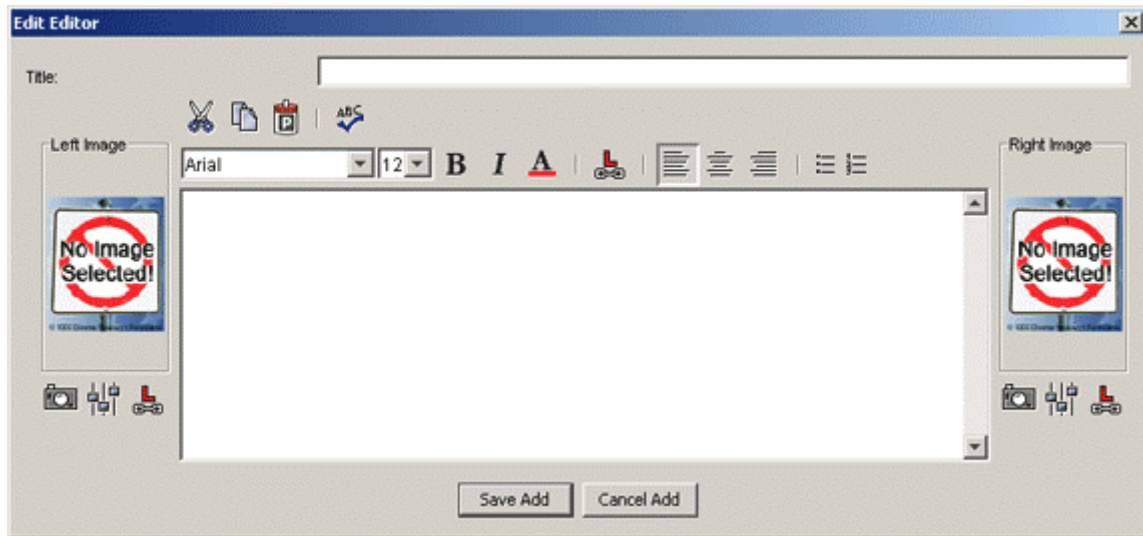 Edit Editor
Title:
ABC
P
Left Image
Right Image
Arial 12 B I A L
No Image
Selected!
No Image
Selected!
L
L
Save Add Cancel Add